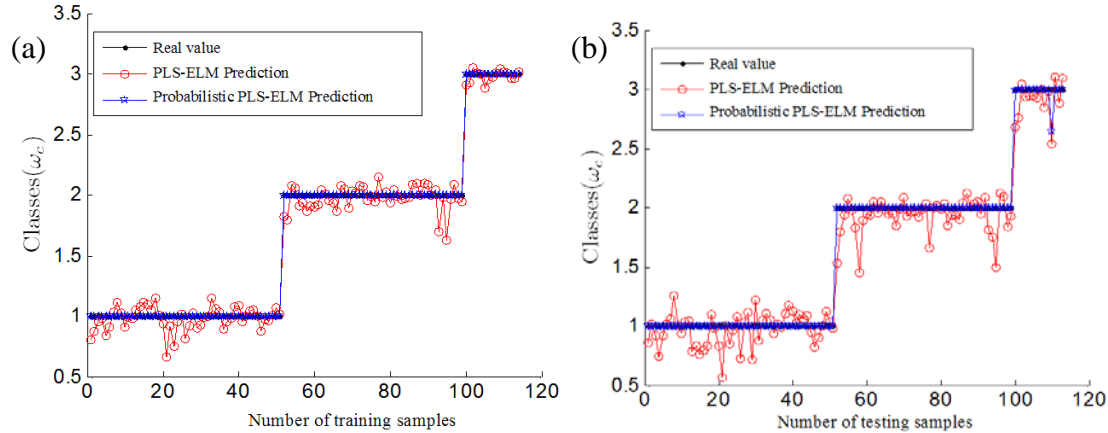 (a)
3.5
3
2.5
2
1.5
1
0.5
Classes(ω_c)
Real value
PLS-ELM Prediction
Probabilistic PLS-ELM Prediction
0 20 40 60 80 100 120
Number of training samples
(b)
3.5
3
2.5
2
1.5
1
0.5
Classes(ω_c)
Real value
PLS-ELM Prediction
Probabilistic PLS-ELM Prediction
0 20 40 60 80 100 120
Number of testing samples